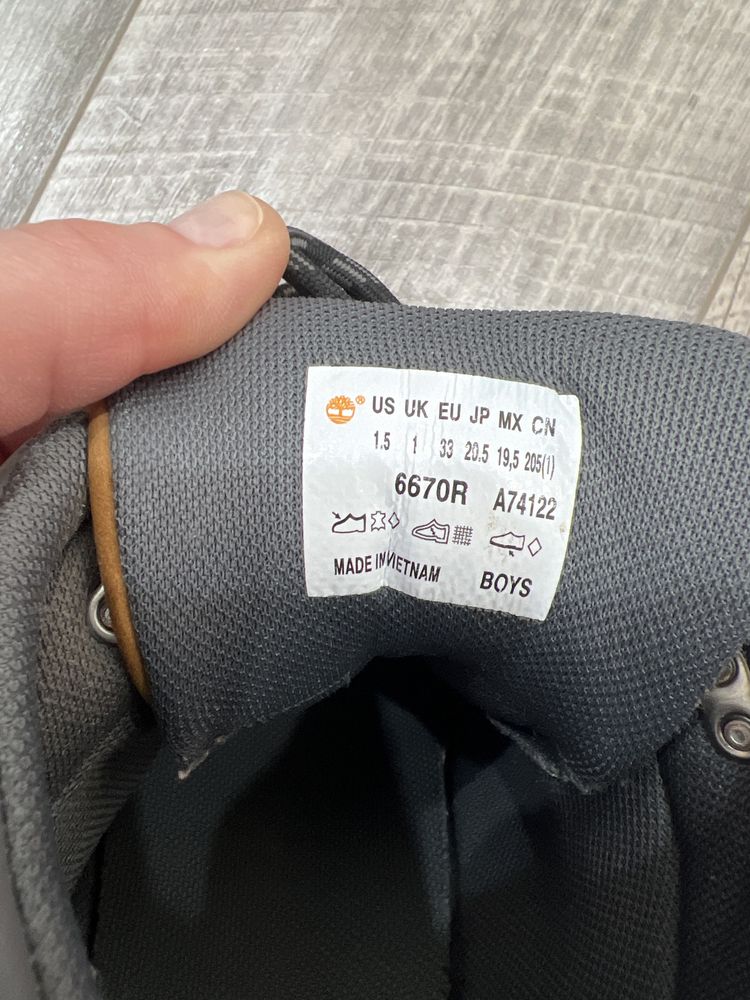 ® US UK EU JP MX CN
1.5 1 33 20.5 19,5 205(1)
6670R A74122
MADE IN VIETNAM BOYS